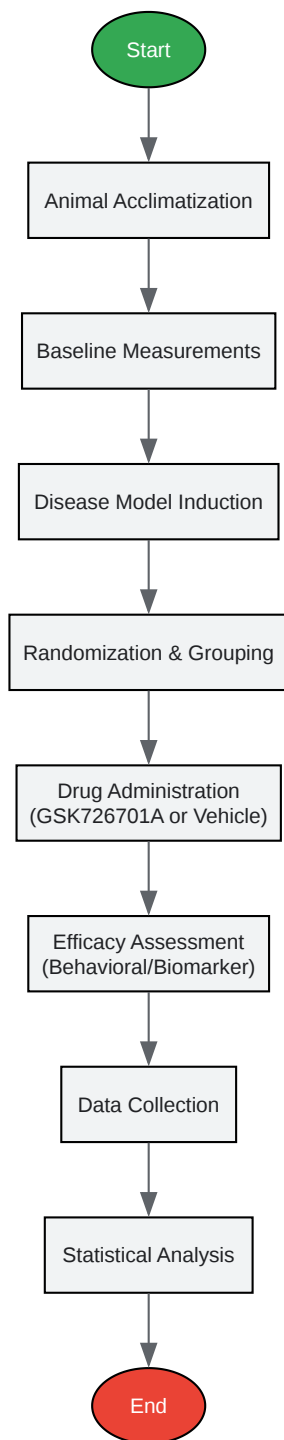 Start
Animal Acclimatization
Baseline Measurements
Disease Model Induction
Randomization & Grouping
Drug Administration
(GSK726701A or Vehicle)
Efficacy Assessment
(Behavioral/Biomarker)
Data Collection
Statistical Analysis
End